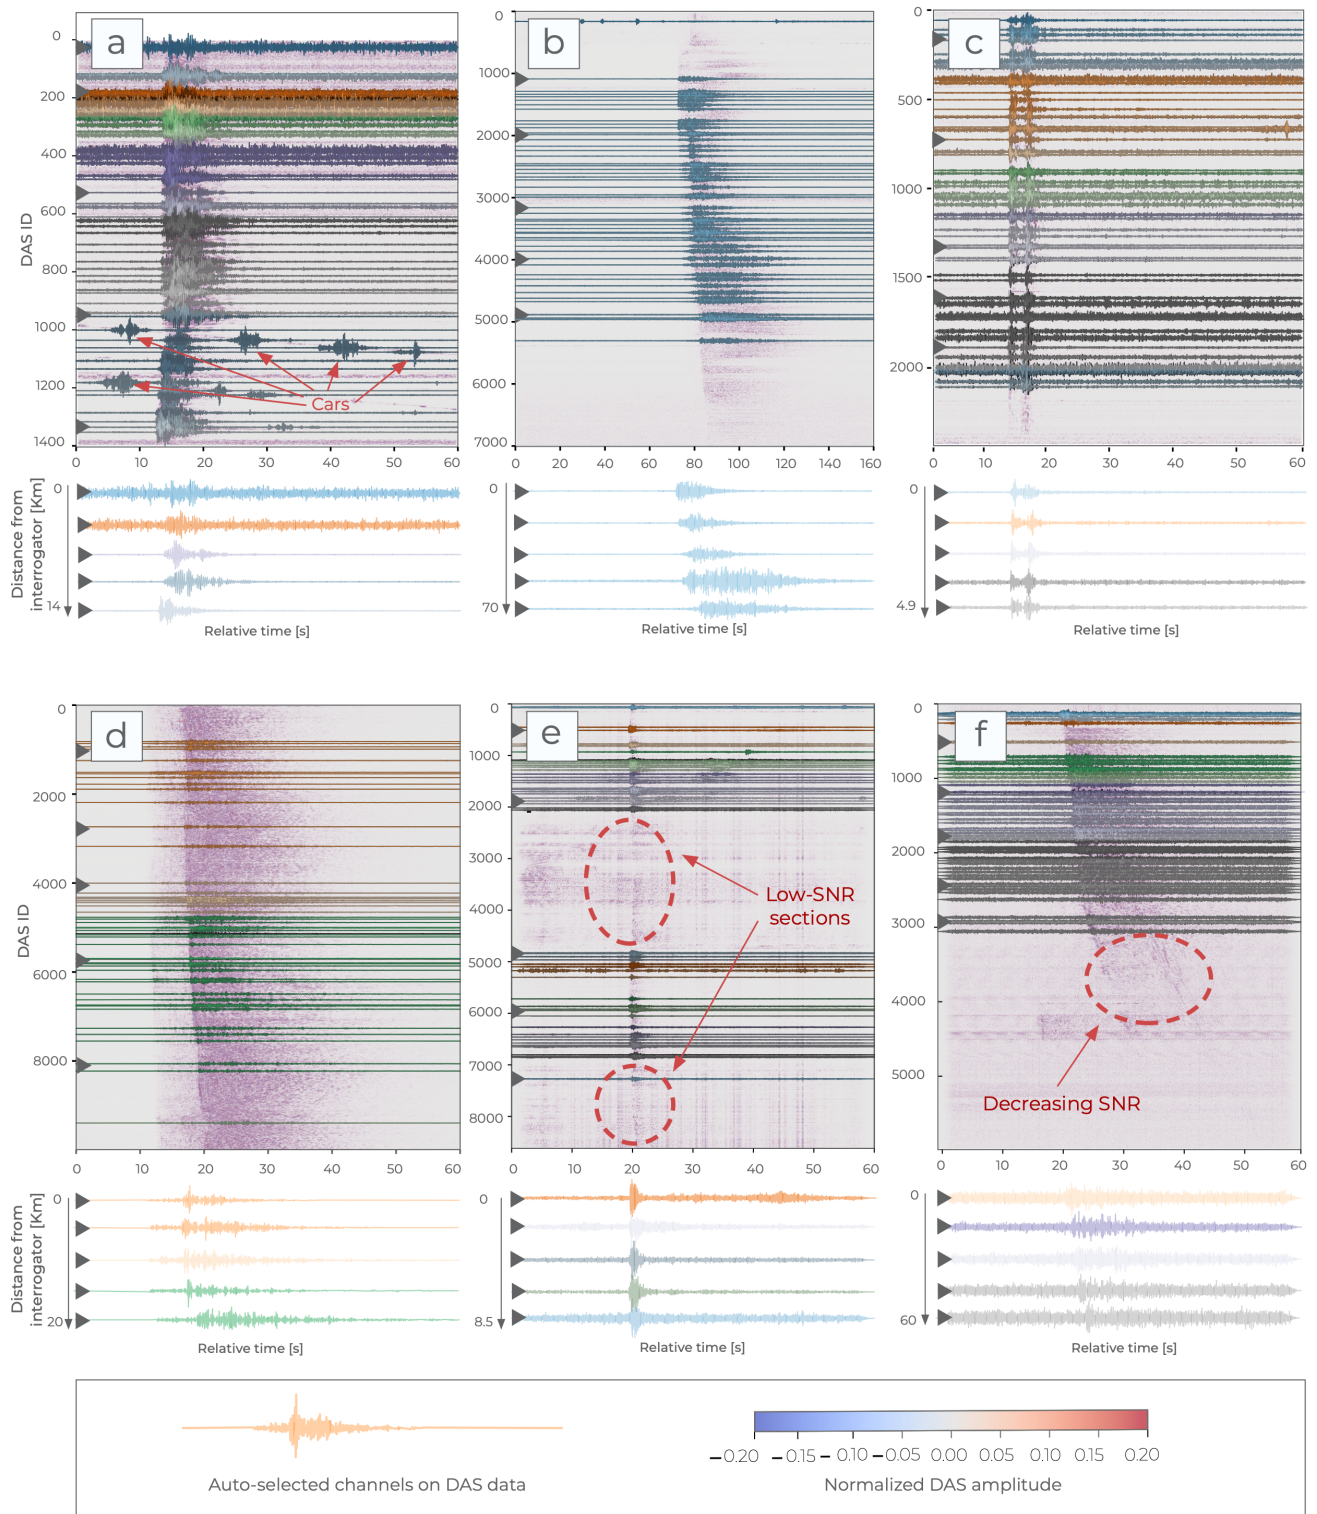 a
b
c
0
200
400
600
800
1000
1200
1400
DAS ID
Cars
0 10 20 30 40 50 60
0
1000
2000
3000
4000
5000
6000
7000
0 20 40 60 80 100 120 140 160
0
500
1000
1500
2000
0 10 20 30 40 50 60
Distance from
interrogator [Km]
0
14
Relative time [s]
0
70
Relative time [s]
0
4.9
Relative time [s]
d
e
f
0
2000
4000
6000
8000
DAS ID
0 10 20 30 40 50 60
0
1000
2000
3000
4000
5000
6000
7000
8000
Low-SNR
sections
0 10 20 30 40 50 60
0
1000
2000
3000
4000
5000
Decreasing SNR
0 10 20 30 40 50 60
Distance from
interrogator [Km]
0
20
Relative time [s]
0
8.5
Relative time [s]
0
60
Relative time [s]
Auto-selected channels on DAS data
−0.20 −0.15 −0.10 −0.05 0.00 0.05 0.10 0.15 0.20
Normalized DAS amplitude